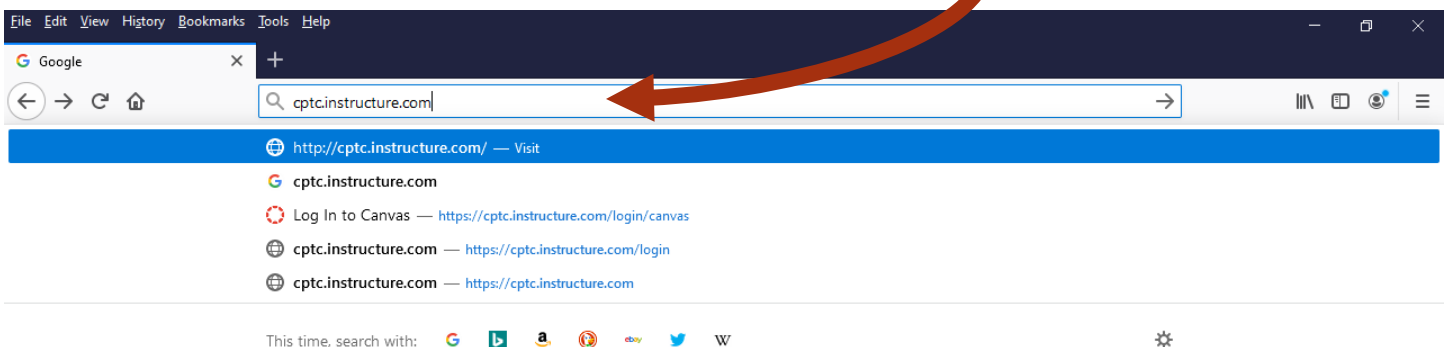 File Edit View History Bookmarks Tools Help
Google
cptc.instructure.com
http://cptc.instructure.com/ — Visit
cptc.instructure.com
Log In to Canvas — https://cptc.instructure.com/login/canvas
cptc.instructure.com — https://cptc.instructure.com/login
cptc.instructure.com — https://cptc.instructure.com
This time, search with: G b a ebay W